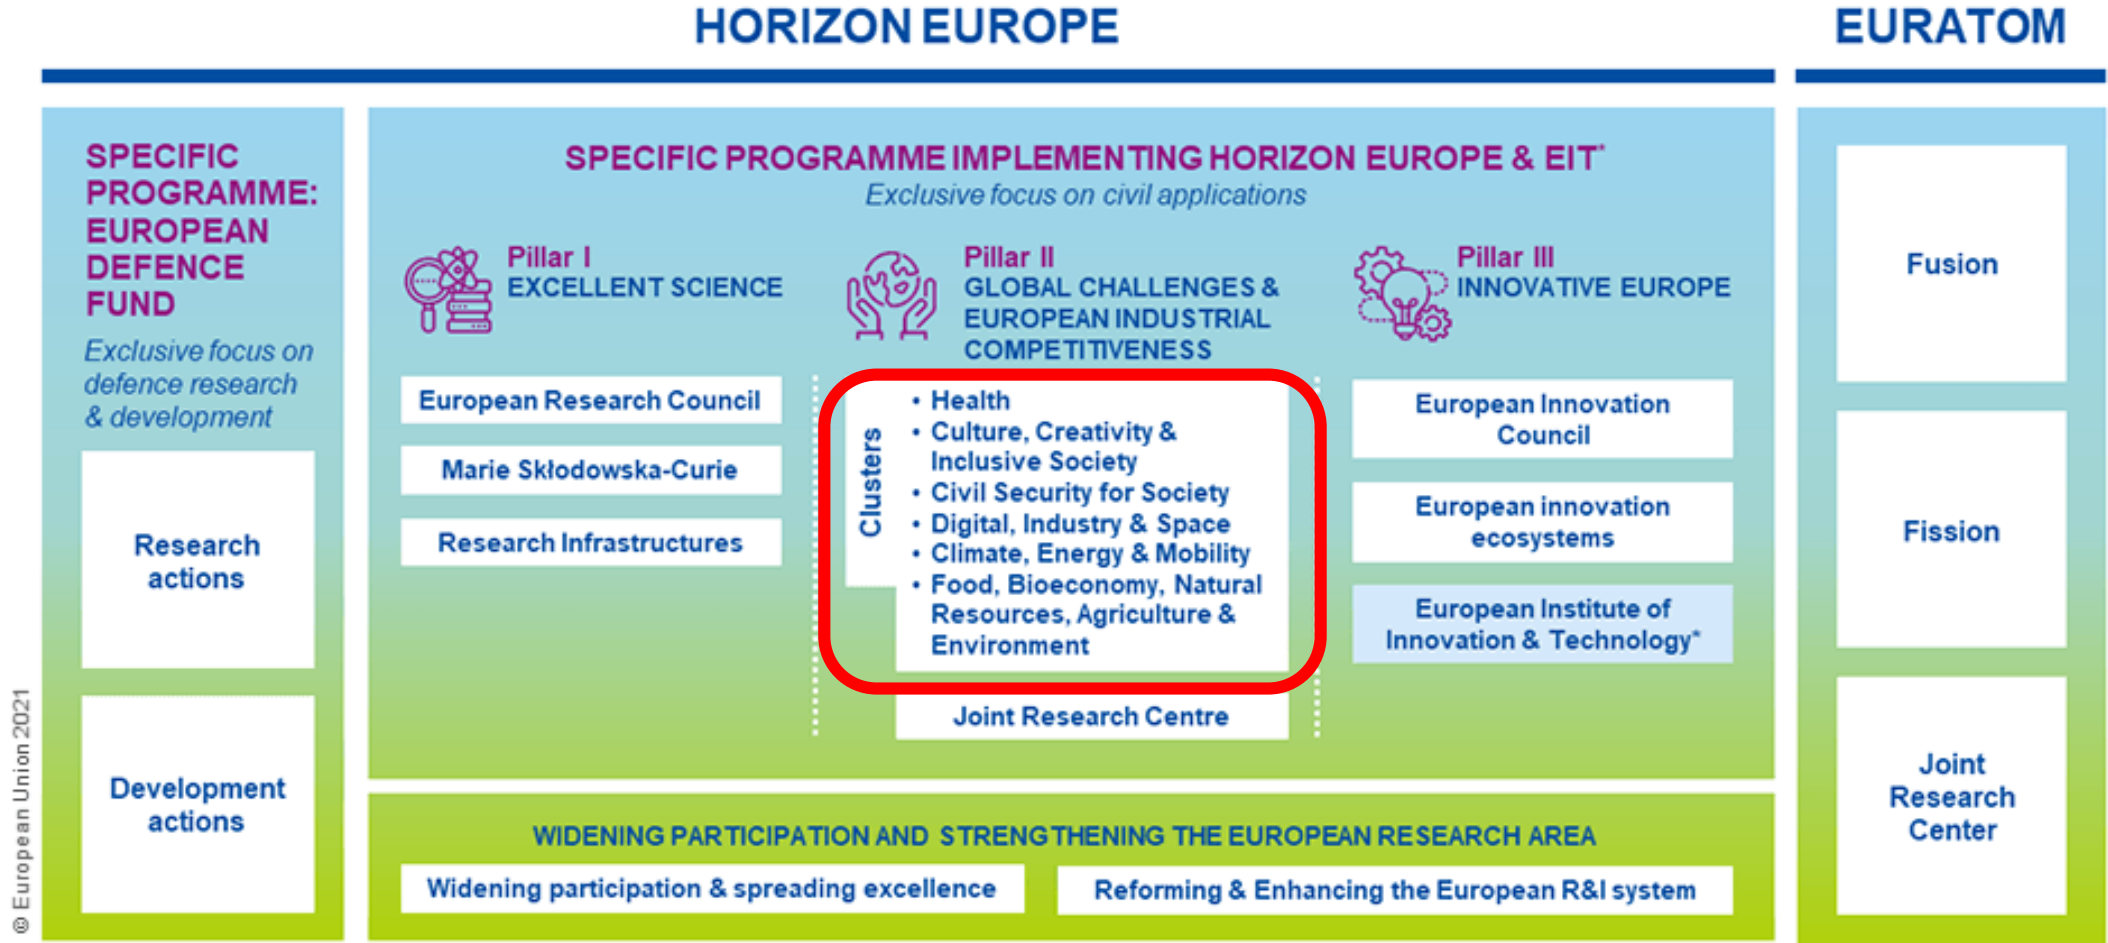 HORIZON EUROPE
EURATOM
SPECIFIC
PROGRAMME:
EUROPEAN
DEFENCE
FUND
Exclusive focus on
defence research
& development
Research
actions
Development
actions
SPECIFIC PROGRAMME IMPLEMENTING HORIZON EUROPE & EIT*
Exclusive focus on civil applications
Pillar I
EXCELLENT SCIENCE
European Research Council
Marie Skłodowska-Curie
Research Infrastructures
Pillar II
GLOBAL CHALLENGES &
EUROPEAN INDUSTRIAL
COMPETITIVENESS
Clusters
• Health
• Culture, Creativity &
Inclusive Society
• Civil Security for Society
• Digital, Industry & Space
• Climate, Energy & Mobility
• Food, Bioeconomy, Natural
Resources, Agriculture &
Environment
Joint Research Centre
Pillar III
INNOVATIVE EUROPE
European Innovation
Council
European innovation
ecosystems
European Institute of
Innovation & Technology*
WIDENING PARTICIPATION AND STRENGTHENING THE EUROPEAN RESEARCH AREA
Widening participation & spreading excellence
Reforming & Enhancing the European R&I system
Fusion
Fission
Joint
Research
Center
© European Union 2021